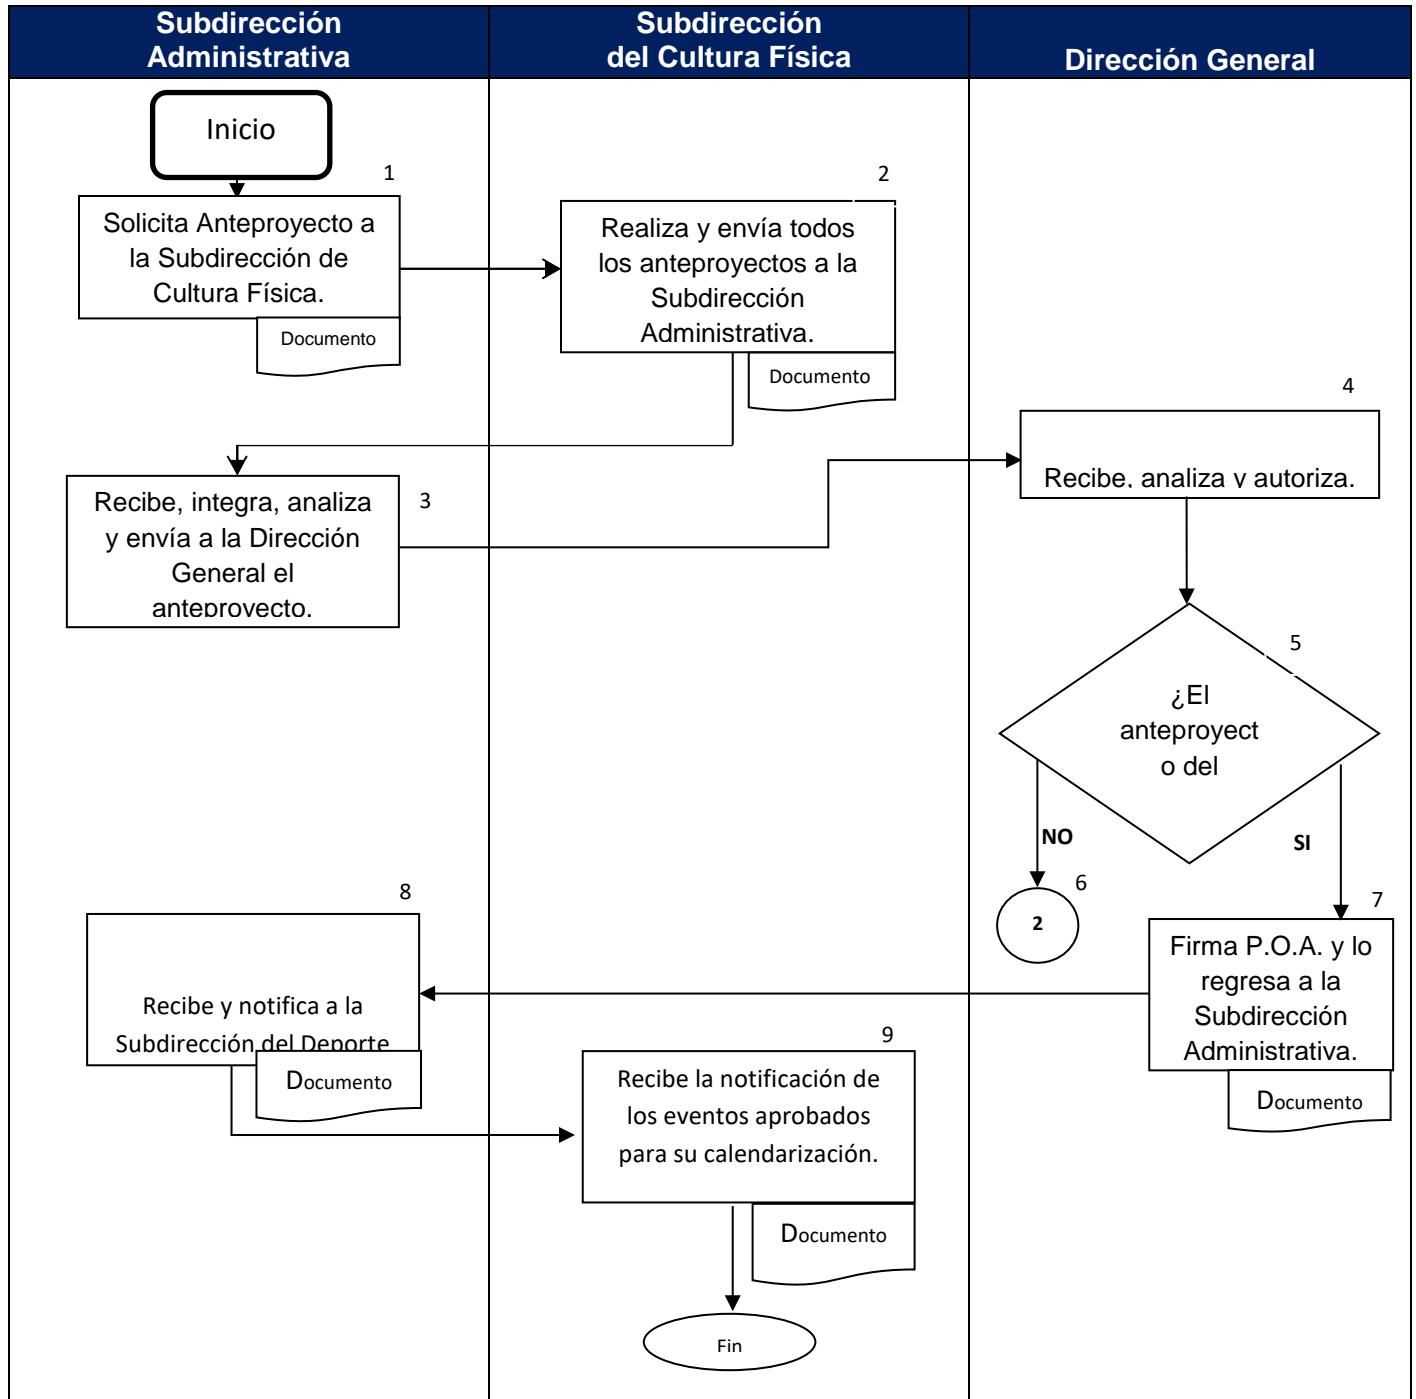 Subdirección
Administrativa
Subdirección
del Cultura Física
Dirección General
Inicio
1
Solicita Anteproyecto a
la Subdirección de
Cultura Física.
Documento
2
Realiza y envía todos
los anteproyectos a la
Subdirección
Administrativa.
Documento
3
Recibe, integra, analiza
y envía a la Dirección
General el
anteproyecto.
4
Recibe, analiza y autoriza.
5
¿El
anteproyect
o del
NO
SI
6
2
7
Firma P.O.A. y lo
regresa a la
Subdirección
Administrativa.
Documento
8
Recibe y notifica a la
Subdirección del Deporte
Documento
9
Recibe la notificación de
los eventos aprobados
para su calendarización.
Documento
Fin